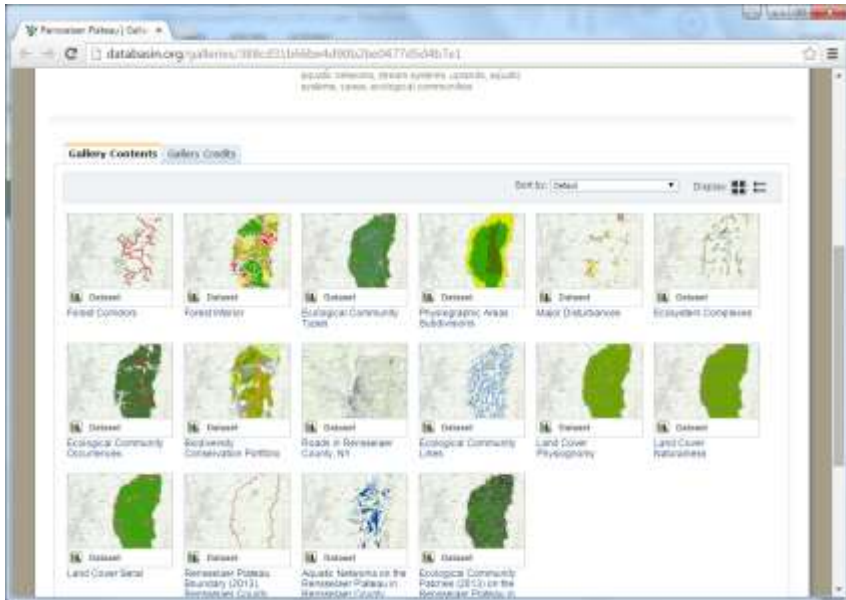 Rensselaer Plateau | Data
databasin.org/galleries/
aquatic networks, stream systems, uplands, aquatic
systems, caves, ecological communities
Gallery Contents Gallery Credits
Sort by: Default Display:
Dataset Dataset Dataset Dataset Dataset Dataset
Forest Corridors Forest Interior Ecological Community Physiographic Areas Major Disturbances Ecosystem Complexes
Types Subdivisions
Dataset Dataset Dataset Dataset Dataset Dataset
Ecological Community Biodiversity Roads in Rensselaer Ecological Community Land Cover Land Cover
Occurrences Conservation Portfolio County, NY Lines Physiognomy Naturalness
Dataset Dataset Dataset Dataset
Land Cover Seral Rensselaer Plateau Aquatic Networks on the Ecological Community
Boundary (2013), Rensselaer Plateau in Patches (2013) on the
Rensselaer County, Rensselaer County, Rensselaer Plateau in